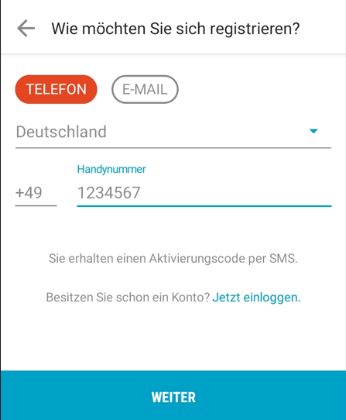 Wie möchten Sie sich registrieren?
TELEFON E-MAIL
Deutschland
Handynummer
+49 1234567
Sie erhalten einen Aktivierungscode per SMS.
Besitzen Sie schon ein Konto? Jetzt einloggen.
WEITER